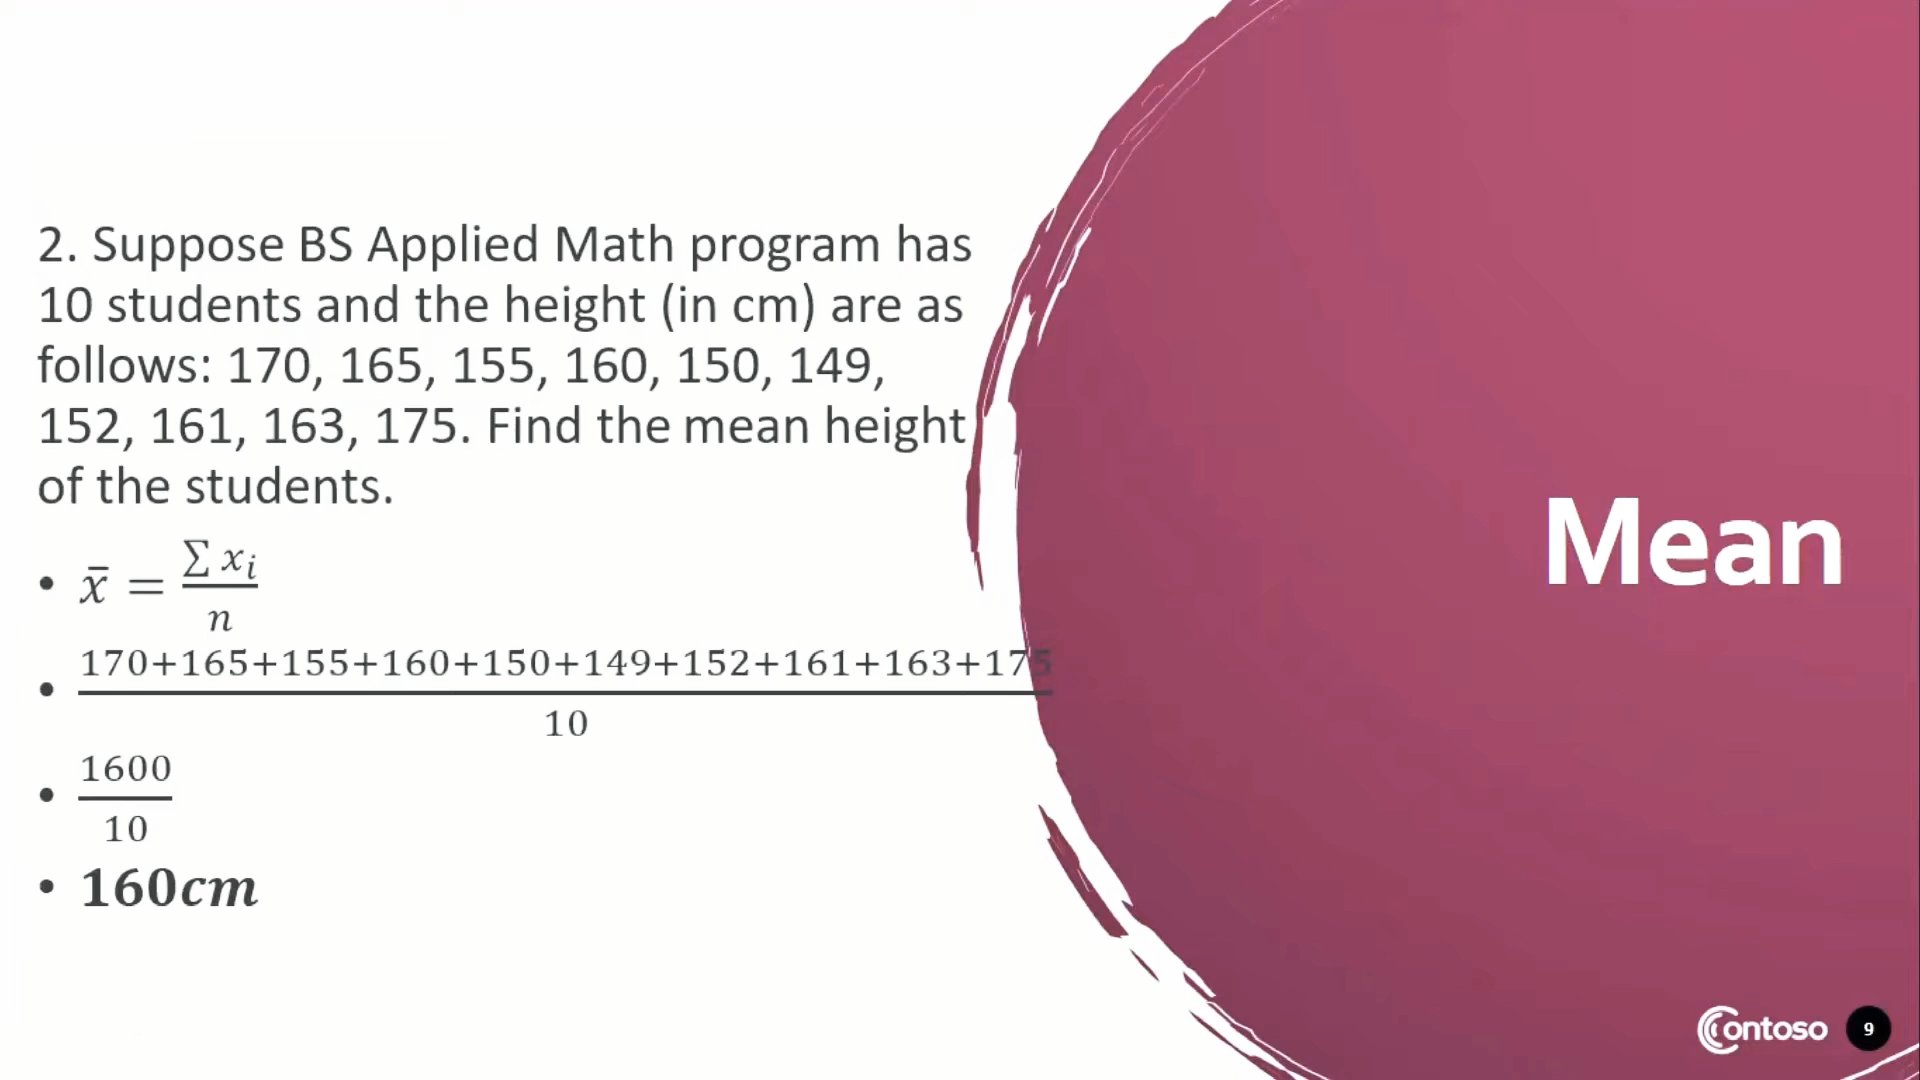 2. Suppose BS Applied Math program has
10 students and the height (in cm) are as
follows: 170, 165, 155, 160, 150, 149,
152, 161, 163, 175. Find the mean height
of the students.
• x̄ = ∑ xᵢ / n
• 170+165+155+160+150+149+152+161+163+175 / 10
• 1600 / 10
• 160cm
Mean
Contoso 9